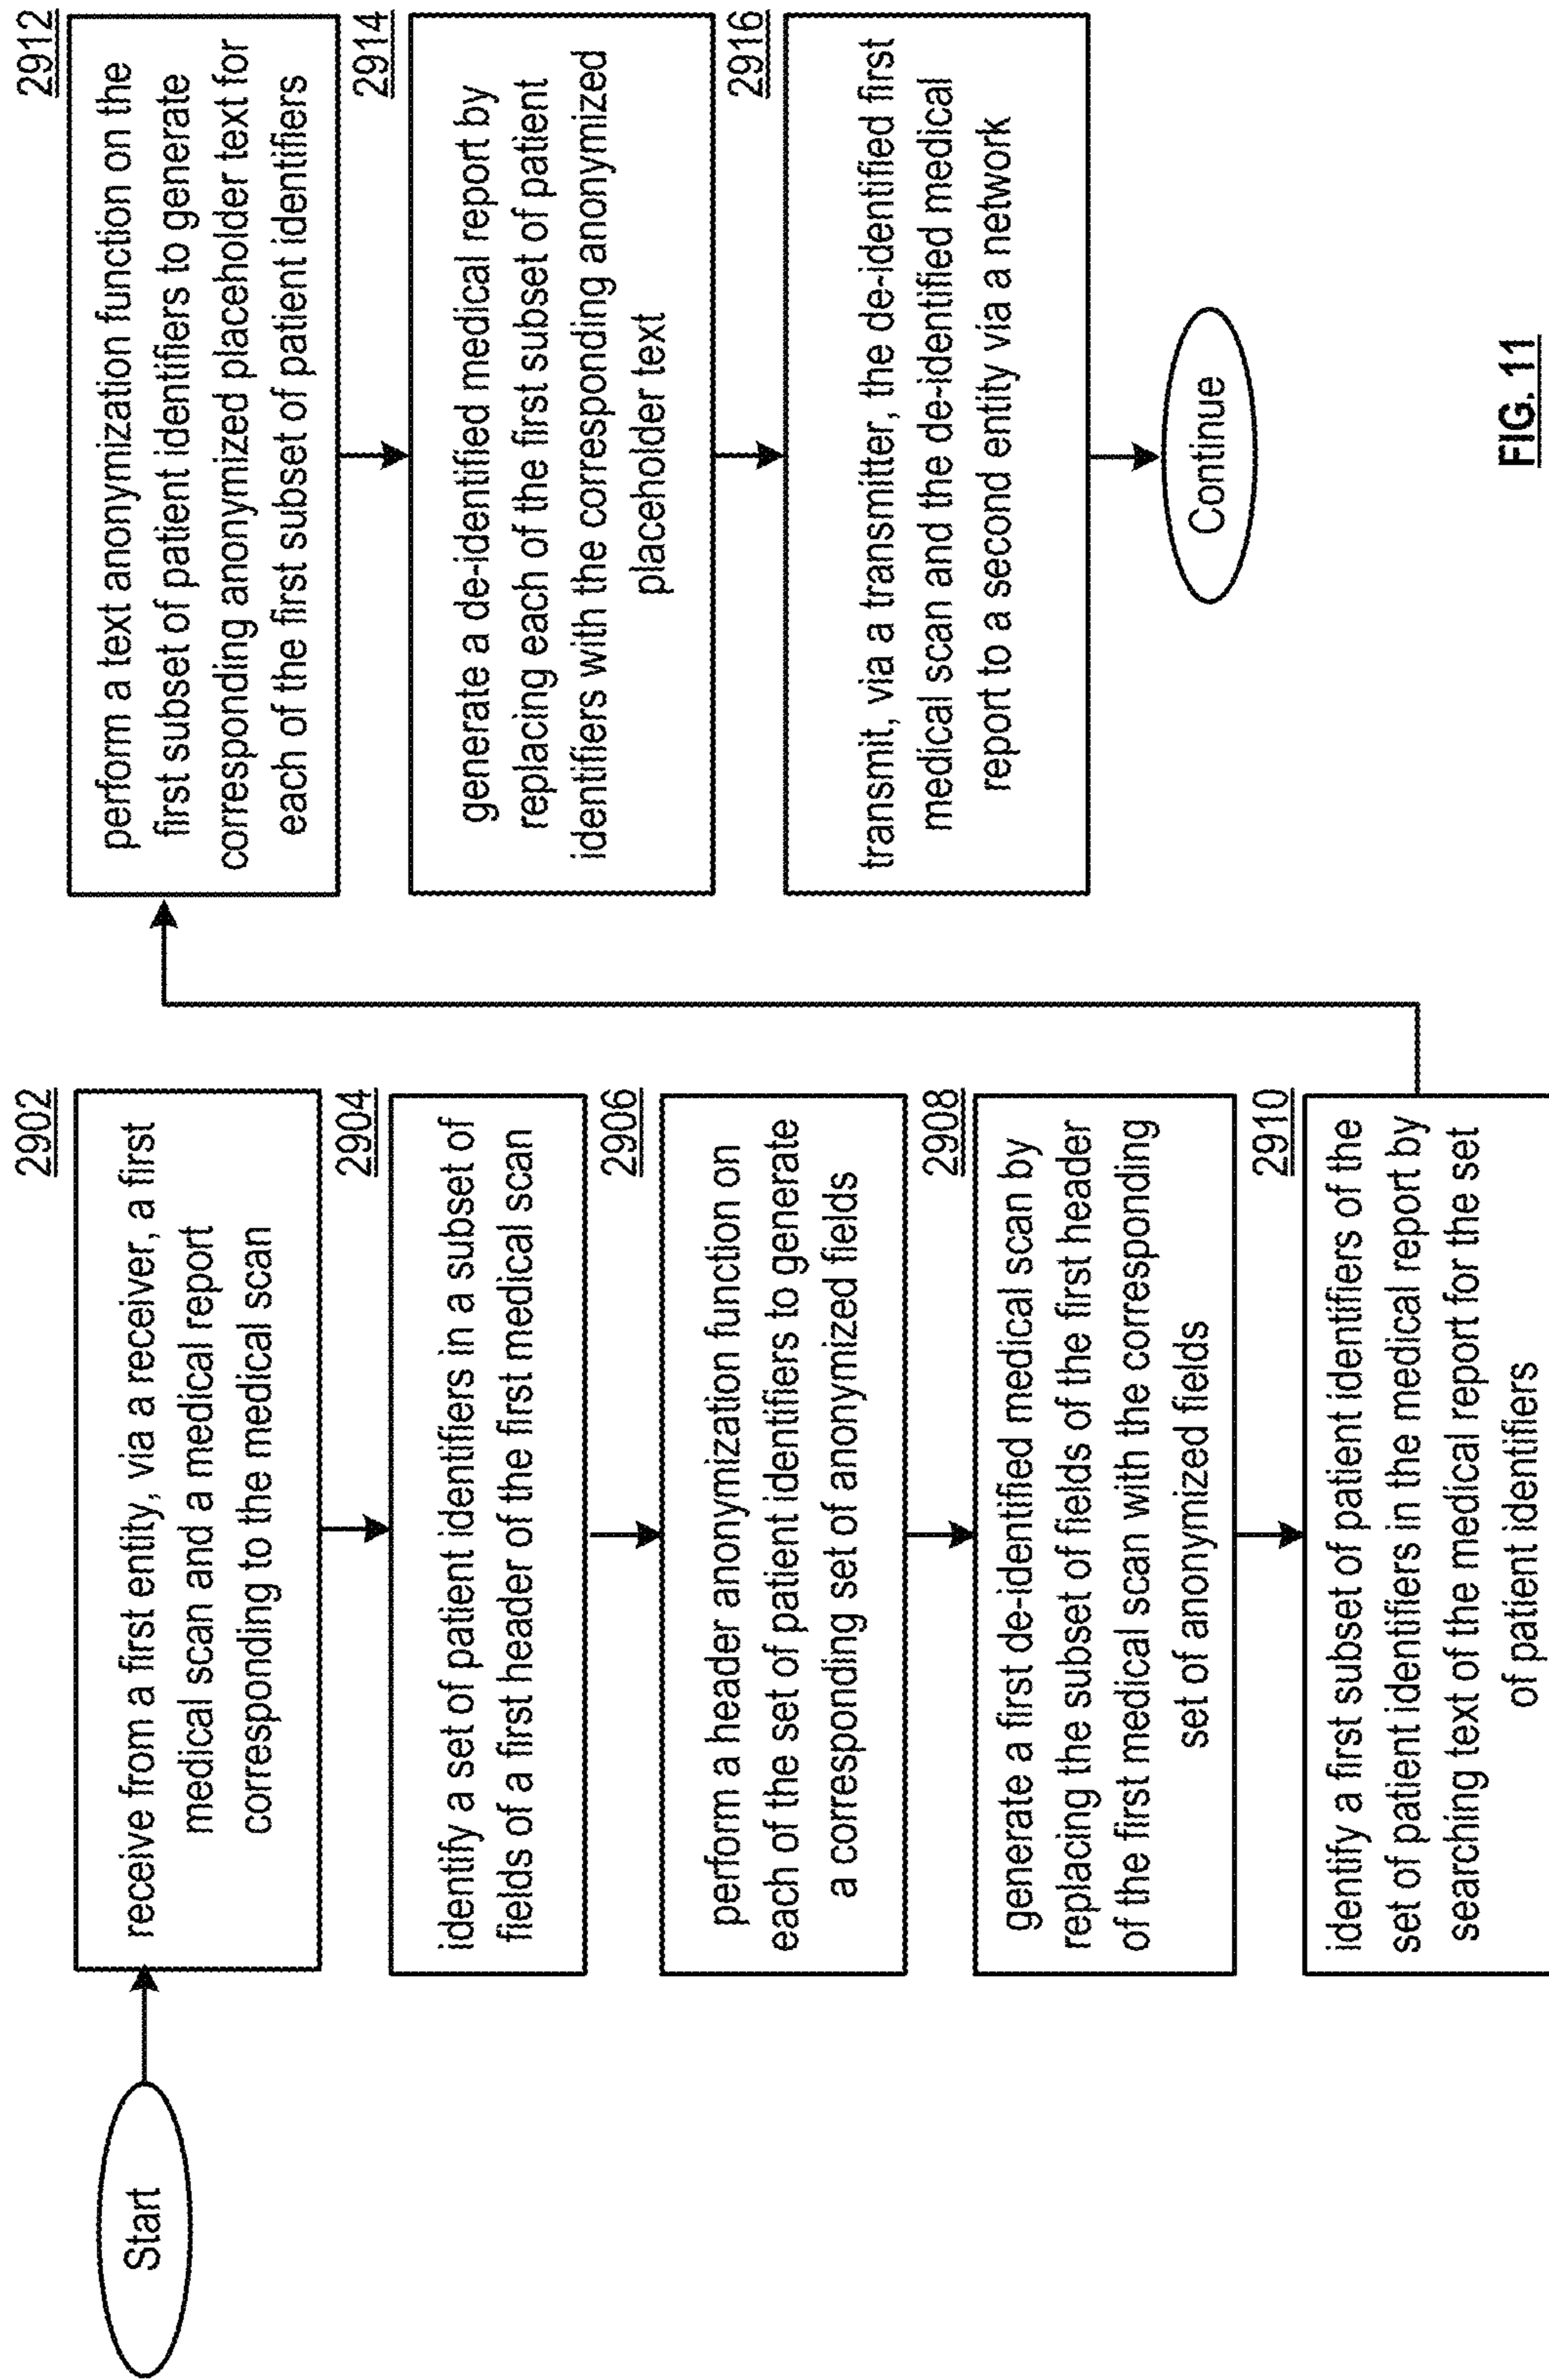 Start
2902
receive from a first entity, via a receiver, a first
medical scan and a medical report
corresponding to the medical scan
2904
identify a set of patient identifiers in a subset of
fields of a first header of the first medical scan
2906
perform a header anonymization function on
each of the set of patient identifiers to generate
a corresponding set of anonymized fields
2908
generate a first de-identified medical scan by
replacing the subset of fields of the first header
of the first medical scan with the corresponding
set of anonymized fields
2910
identify a first subset of patient identifiers of the
set of patient identifiers in the medical report by
searching text of the medical report for the set
of patient identifiers
2912
perform a text anonymization function on the
first subset of patient identifiers to generate
corresponding anonymized placeholder text for
each of the first subset of patient identifiers
2914
generate a de-identified medical report by
replacing each of the first subset of patient
identifiers with the corresponding anonymized
placeholder text
2916
transmit, via a transmitter, the de-identified first
medical scan and the de-identified medical
report to a second entity via a network
Continue
FIG. 11